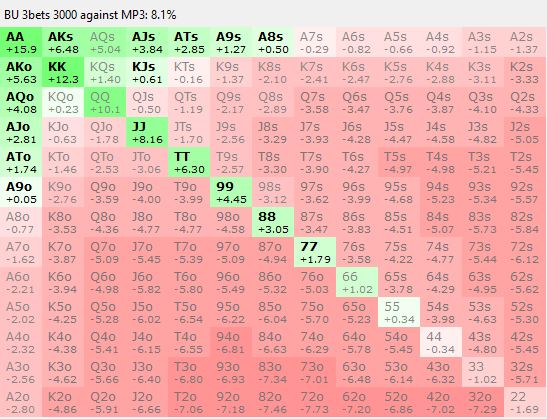 BU 3bets 3000 against MP3: 8.1%
AA AKs AQs AJs ATs A9s A8s A7s A6s A5s A4s A3s A2s
+15.9 +6.48 +5.04 +3.84 +2.85 +1.27 +0.50 -0.29 -0.82 -0.66 -0.92 -1.15 -1.37
AKo KK KQs KJs KTs K9s K8s K7s K6s K5s K4s K3s K2s
+5.63 +12.3 +1.40 +0.61 -0.16 -1.37 -2.10 -2.41 -2.47 -2.76 -2.88 -3.11 -3.33
AQo KQo QQ QJs QTs Q9s Q8s Q7s Q6s Q5s Q4s Q3s Q2s
+4.08 +0.23 +10.1 -0.50 -1.19 -2.17 -2.89 -3.58 -3.47 -3.76 -3.87 -4.10 -4.33
AJo KJo QJo JJ JTs J9s J8s J7s J6s J5s J4s J3s J2s
+2.81 -0.63 -1.78 +8.16 -1.70 -2.56 -3.29 -3.93 -4.28 -4.47 -4.58 -4.82 -5.05
ATo KTo QTo JTo TT T9s T8s T7s T6s T5s T4s T3s T2s
+1.74 -1.46 -2.53 -3.06 +6.30 -2.57 -3.30 -3.90 -4.27 -4.97 -4.98 -5.21 -5.45
A9o K9o Q9o J9o T9o 99 98s 97s 96s 95s 94s 93s 92s
+0.05 -2.76 -3.59 -4.00 -3.99 +4.45 -3.12 -3.62 -3.99 -4.68 -5.23 -5.34 -5.57
A8o K8o Q8o J8o T8o 98o 88 87s 86s 85s 84s 83s 82s
-0.77 -3.53 -4.36 -4.77 -4.77 -4.58 +3.05 -3.47 -3.83 -4.51 -5.07 -5.73 -5.84
A7o K7o Q7o J7o T7o 97o 87o 77 76s 75s 74s 73s 72s
-1.62 -3.87 -5.09 -5.45 -5.39 -5.09 -4.94 +1.79 -3.58 -4.22 -4.77 -5.44 -6.12
A6o K6o Q6o J6o T6o 96o 86o 76o 66 65s 64s 63s 62s
-2.21 -3.94 -4.98 -5.82 -5.80 -5.49 -5.32 -5.03 +1.02 -3.78 -4.29 -4.95 -5.62
A5o K5o Q5o J5o T5o 95o 85o 75o 65o 55 54s 53s 52s
-2.02 -4.25 -5.28 -6.02 -6.54 -6.22 -6.04 -5.70 -5.23 +0.34 -3.98 -4.63 -5.30
A4o K4o Q4o J4o T4o 94o 84o 74o 64o 54o 44 43s 42s
-2.32 -4.38 -5.41 -6.15 -6.55 -6.81 -6.63 -6.29 -5.78 -5.45 -0.34 -4.80 -5.45
A3o K3o Q3o J3o T3o 93o 83o 73o 63o 53o 43o 33 32s
-2.56 -4.62 -5.66 -6.40 -6.80 -6.93 -7.34 -7.01 -6.48 -6.14 -6.32 -1.02 -5.71
A2o K2o Q2o J2o T2o 92o 82o 72o 62o 52o 42o 32o 22
-2.80 -4.86 -5.91 -6.66 -7.06 -7.18 -7.46 -7.73 -7.20 -6.86 -7.02 -7.29 -1.69